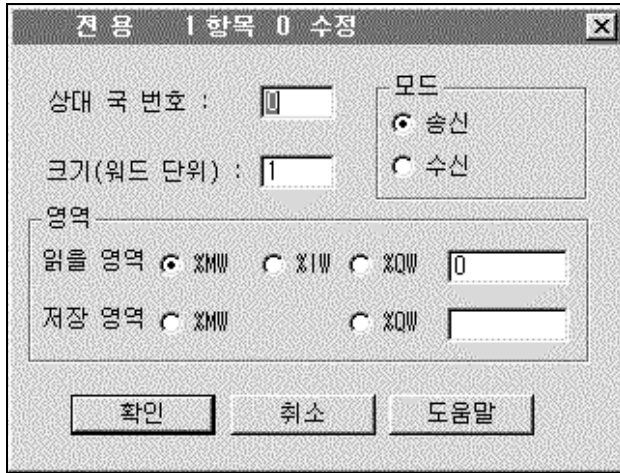 전용 1 항목 0 수정
상대 국 번호 : 0
모드
송신
크기(워드 단위) : 1
수신
영역
읽을 영역 %MW %IW %QW 0
저장 영역 %MW %QW
확인 취소 도움말